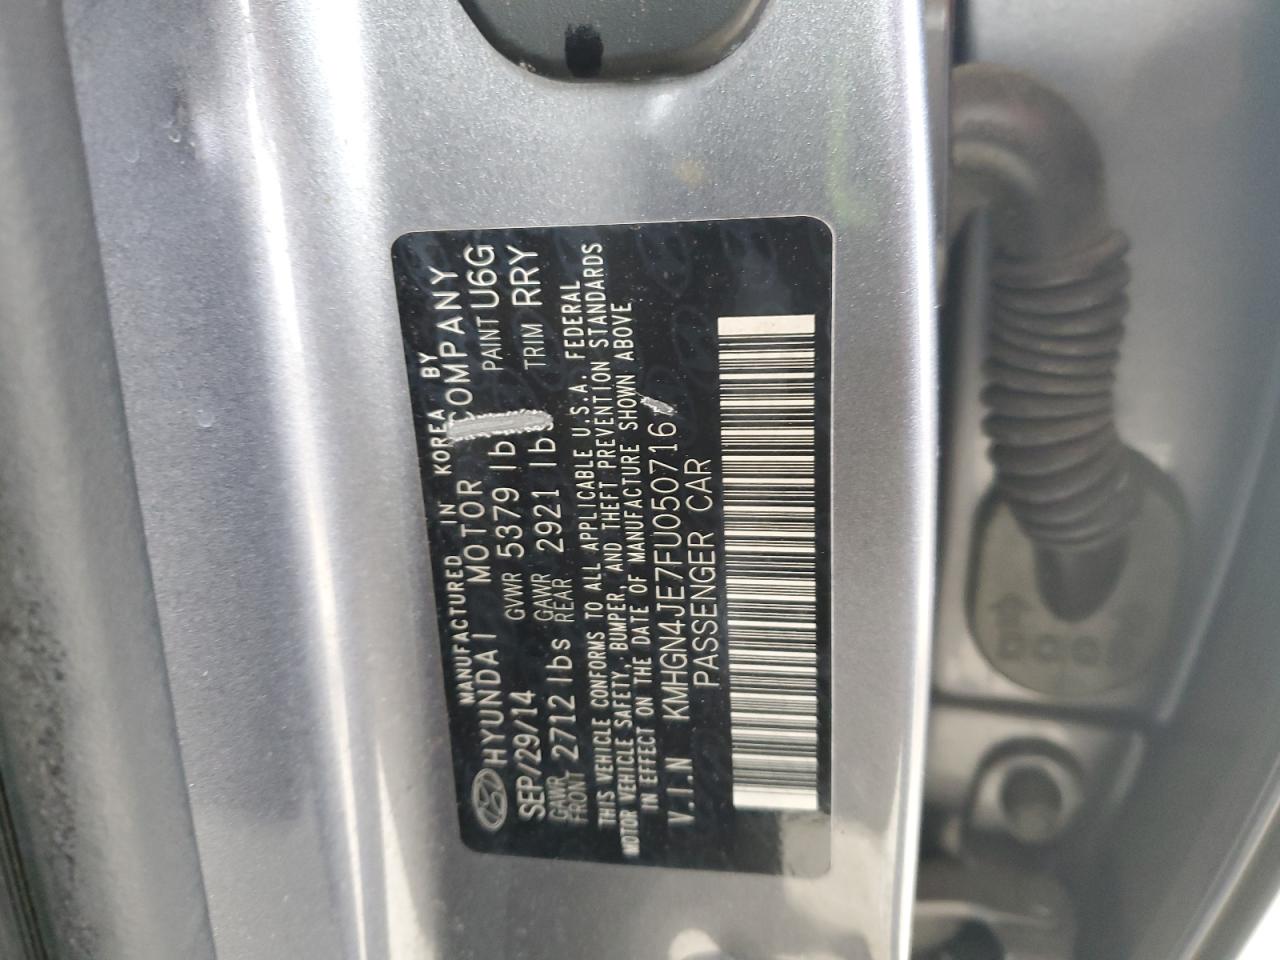 MANUFACTURED IN KOREA BY
HYUNDAI MOTOR COMPANY
SEP/29/14 GVWR 5379 lb PAINT U6G
GAWR FRONT 2712 lbs GAWR REAR 2921 lbs TRIM RRY
THIS VEHICLE CONFORMS TO ALL APPLICABLE U.S.A. FEDERAL
MOTOR VEHICLE SAFETY, BUMPER, AND THEFT PREVENTION STANDARDS
IN EFFECT ON THE DATE OF MANUFACTURE SHOWN ABOVE
V.I.N KMHGN4JE7FU050716
PASSENGER CAR